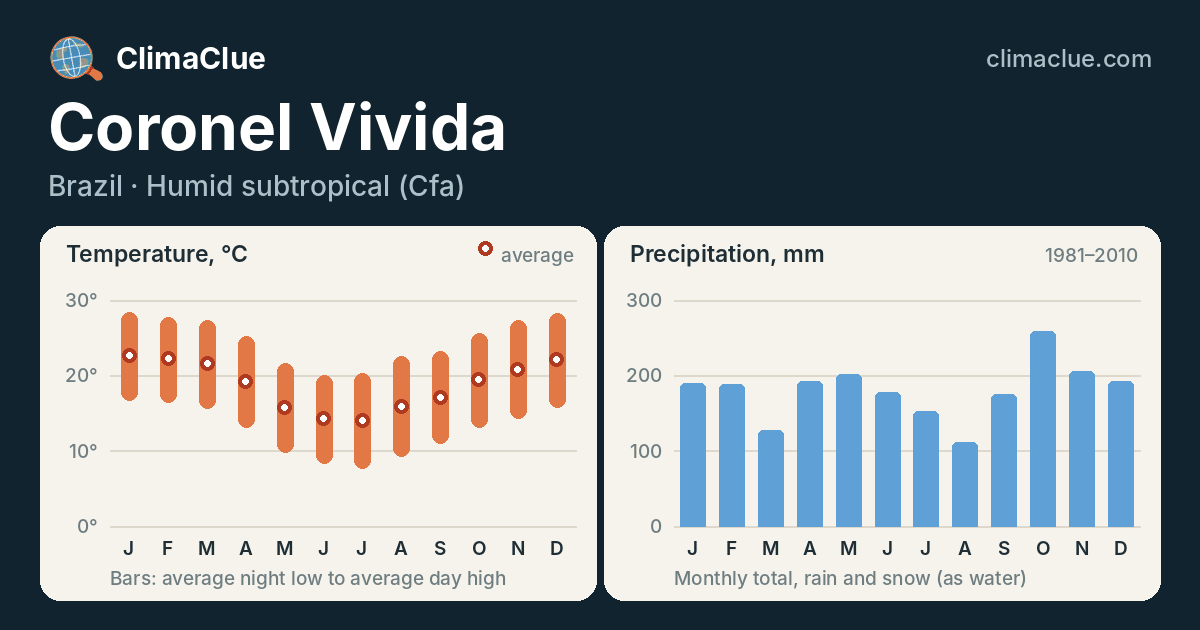 ClimaClue
climaclue.com
Coronel Vivida
Brazil · Humid subtropical (Cfa)
Temperature, °C
average
30°
20°
10°
0°
J F M A M J J A S O N D
Bars: average night low to average day high
Precipitation, mm
1981–2010
300
200
100
0
J F M A M J J A S O N D
Monthly total, rain and snow (as water)